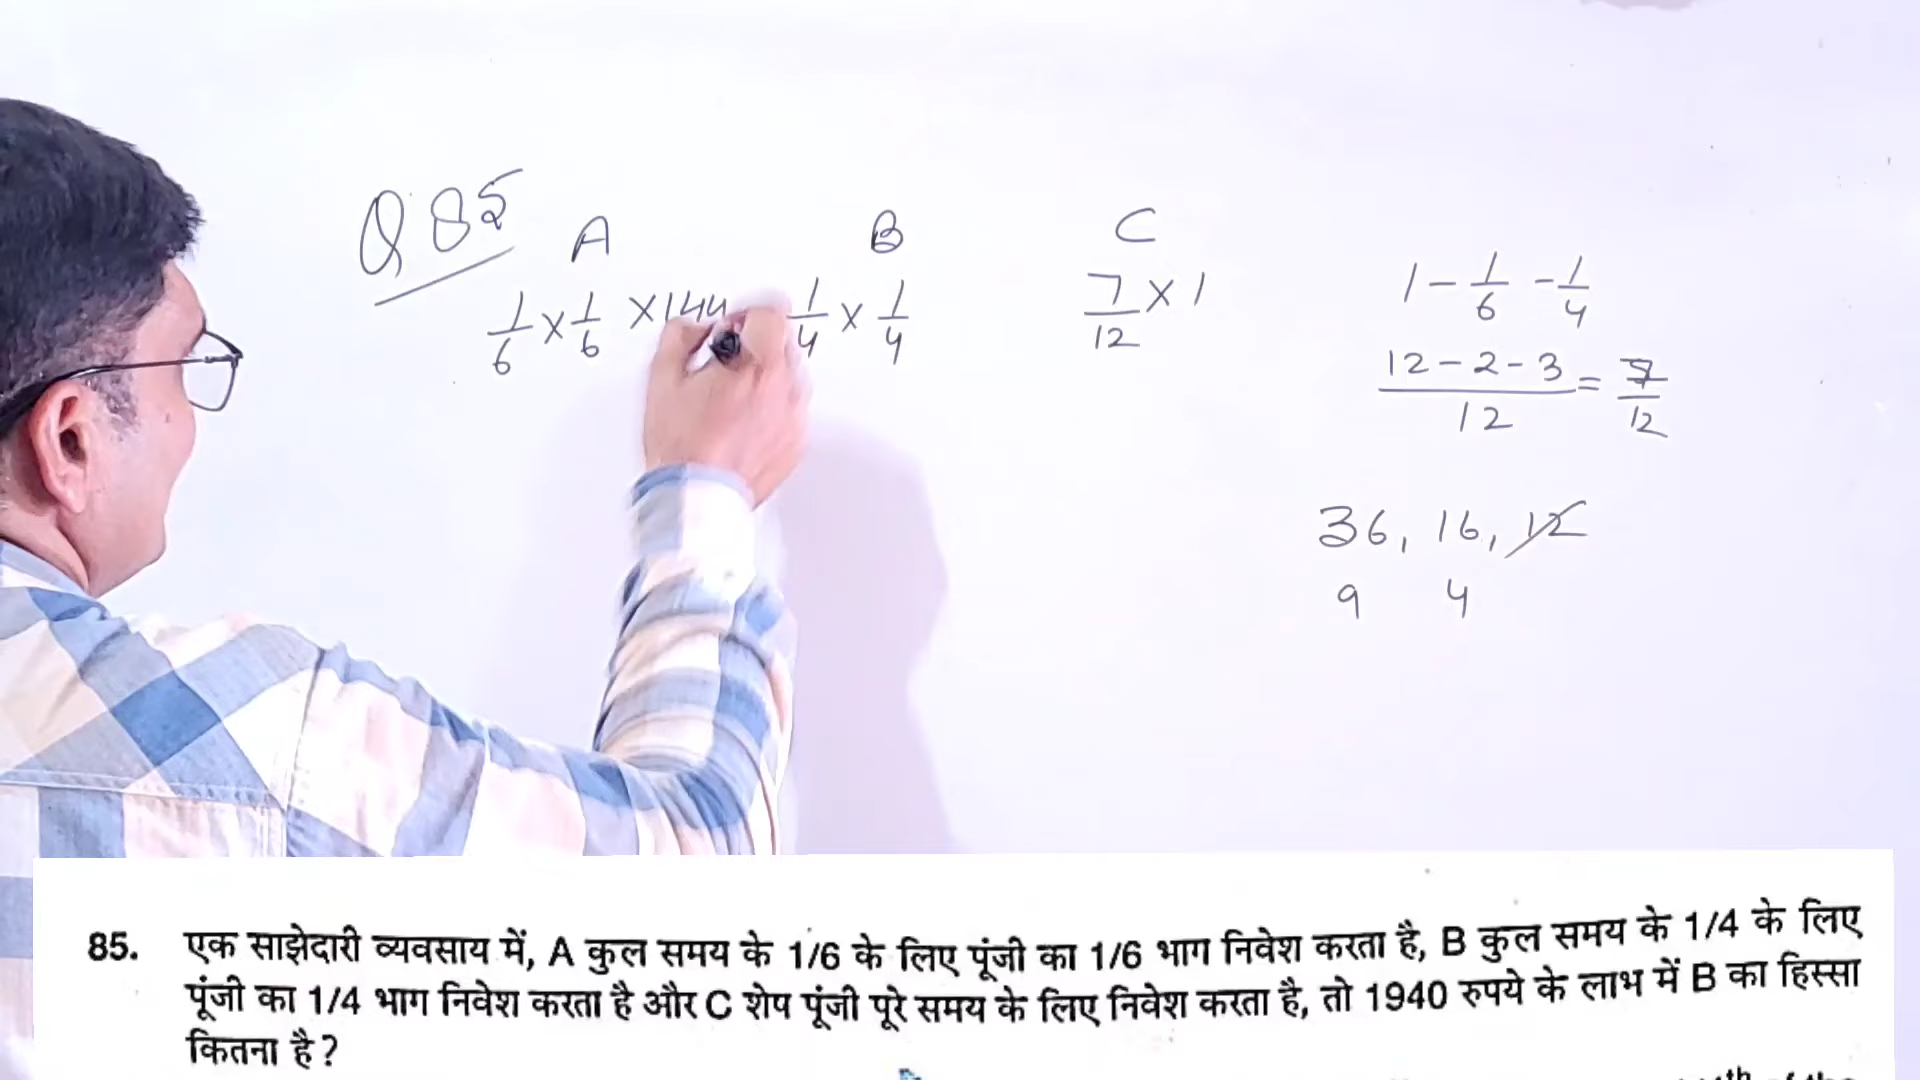 Q 85
A B C
1/6 × 1/6 × 144 1/4 × 1/4 7/12 × 1
1 - 1/6 - 1/4
12 - 2 - 3 / 12 = 7/12
36, 16, 12
9 4
85. एक साझेदारी व्यवसाय में, A कुल समय के 1/6 के लिए पूंजी का 1/6 भाग निवेश करता है, B कुल समय के 1/4 के लिए
पूंजी का 1/4 भाग निवेश करता है और C शेष पूंजी पूरे समय के लिए निवेश करता है, तो 1940 रुपये के लाभ में B का हिस्सा
कितना है?